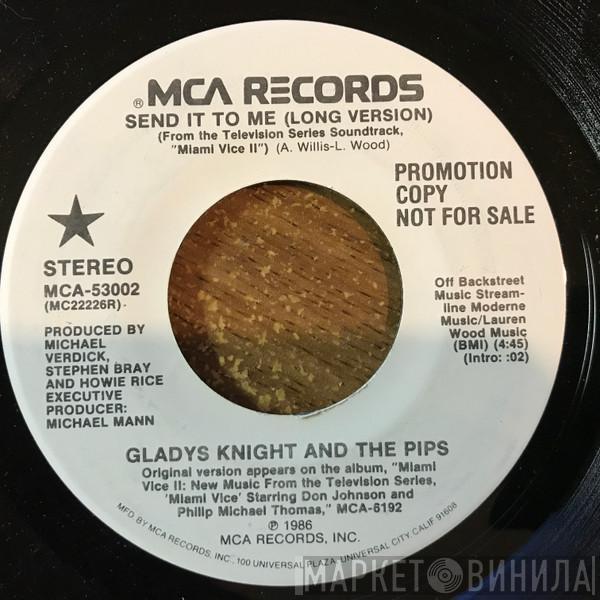 ® MCA RECORDS
SEND IT TO ME (LONG VERSION)
(From the Television Series Soundtrack,
"Miami Vice II") (A. Willis-L. Wood)
PROMOTION
COPY
NOT FOR SALE
STEREO
MCA-53002
(MC22226R)
PRODUCED BY
MICHAEL
VERDICK,
STEPHEN BRAY
AND HOWIE RICE
EXECUTIVE
PRODUCER:
MICHAEL MANN
Off Backstreet
Music Stream-
line Moderne
Music/Lauren
Wood Music
(BMI) (4:45)
(Intro: :02)
GLADYS KNIGHT AND THE PIPS
Original version appears on the album, "Miami
Vice II: New Music From the Television Series,
'Miami Vice' Starring Don Johnson and
Philip Michael Thomas," MCA-6192
℗ 1986
MCA RECORDS, INC.
MFD BY MCA RECORDS, INC., 100 UNIVERSAL PLAZA, UNIVERSAL CITY, CALIF 91608
МАРКЕТ ВИНИЛА